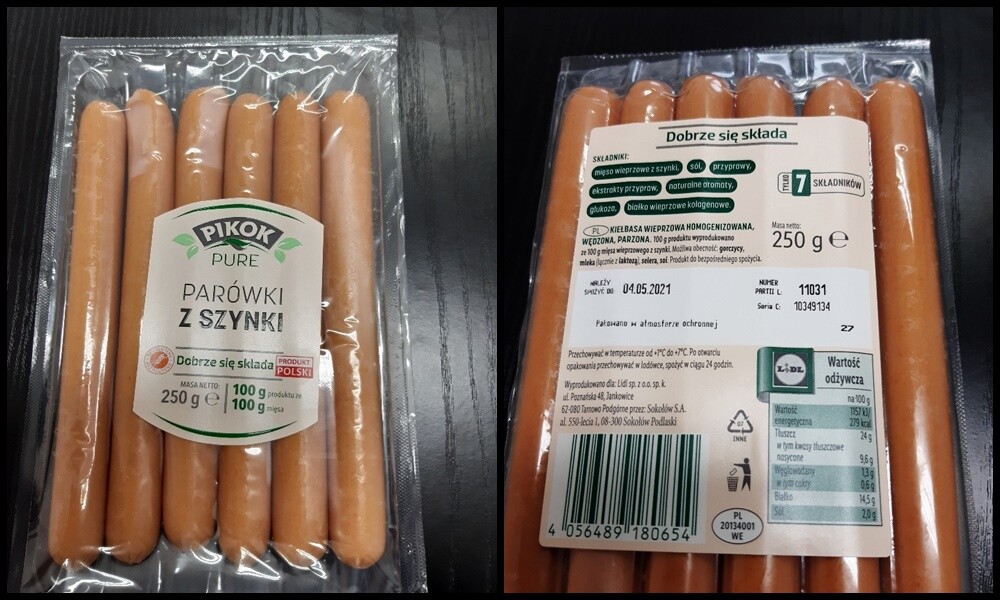 PIKOK
PURE
PARÓWKI
Z SZYNKI
Dobrze się składa
PRODUKT
POLSKI
MASA NETTO:
250 g ℮
100 g produktu ze
100 g mięsa
Dobrze się składa
SKŁADNIKI:
mięso wieprzowe z szynki, sól, przyprawy,
ekstrakty przypraw, naturalne aromaty,
glukoza, białko wieprzowe kolagenowe
TYLKO 7 SKŁADNIKÓW
PL KIEŁBASA WIEPRZOWA HOMOGENIZOWANA,
WĘDZONA, PARZONA. 100 g produktu wyprodukowano
ze 100 g mięsa wieprzowego z szynki. Możliwa obecność: gorczycy,
mleka (łącznie z laktozą), selera, soi. Produkt do bezpośredniego spożycia.
Masa netto:
250 g ℮
NALEŻY
SPOŻYĆ DO 04.05.2021
NUMER
PARTII L: 11031
Seria C: 10349134
Pakowano w atmosferze ochronnej
27
Przechowywać w temperaturze od +1°C do +7°C. Po otwarciu
opakowania przechowywać w lodówce, spożyć w ciągu 24 godzin.
Wyprodukowano dla: Lidl sp. z o.o. sp. k.
ul. Poznańska 48, Jankowice
62-080 Tarnowo Podgórne przez: Sokołów S.A.
al. 550-lecia 1, 08-300 Sokołów Podlaski
LIDL
Wartość
odżywcza
na 100 g
Wartość 1157 kJ/
energetyczna 279 kcal
Tłuszcz 24 g
w tym kwasy tłuszczowe
nasycone 9,6 g
Węglowodany 1,3 g
w tym cukry 0,6 g
Białko 14,5 g
Sól 2,0 g
07
INNE
PL
20134001
WE
4 056489 180654